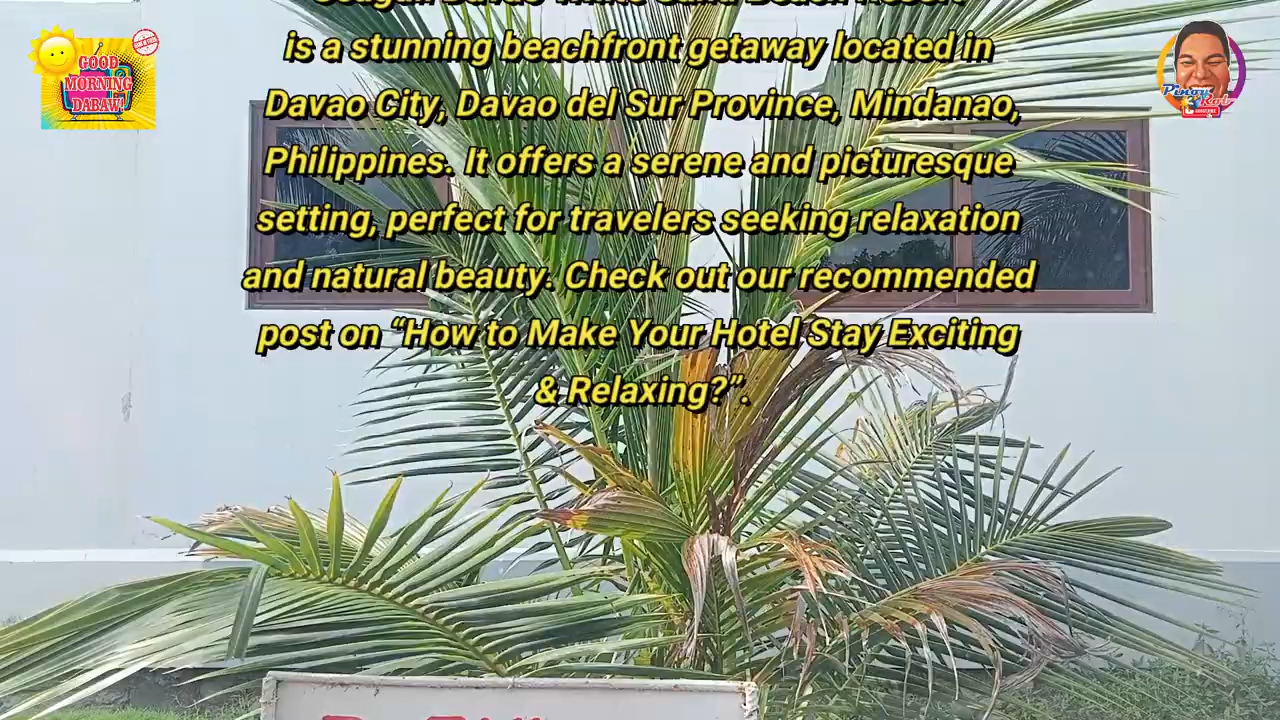 is a stunning beachfront getaway located in
Davao City, Davao del Sur Province, Mindanao,
Philippines. It offers a serene and picturesque
setting, perfect for travelers seeking relaxation
and natural beauty. Check out our recommended
post on “How to Make Your Hotel Stay Exciting
& Relaxing?”.
GOOD
MORNING
DABAW!
Pinoy